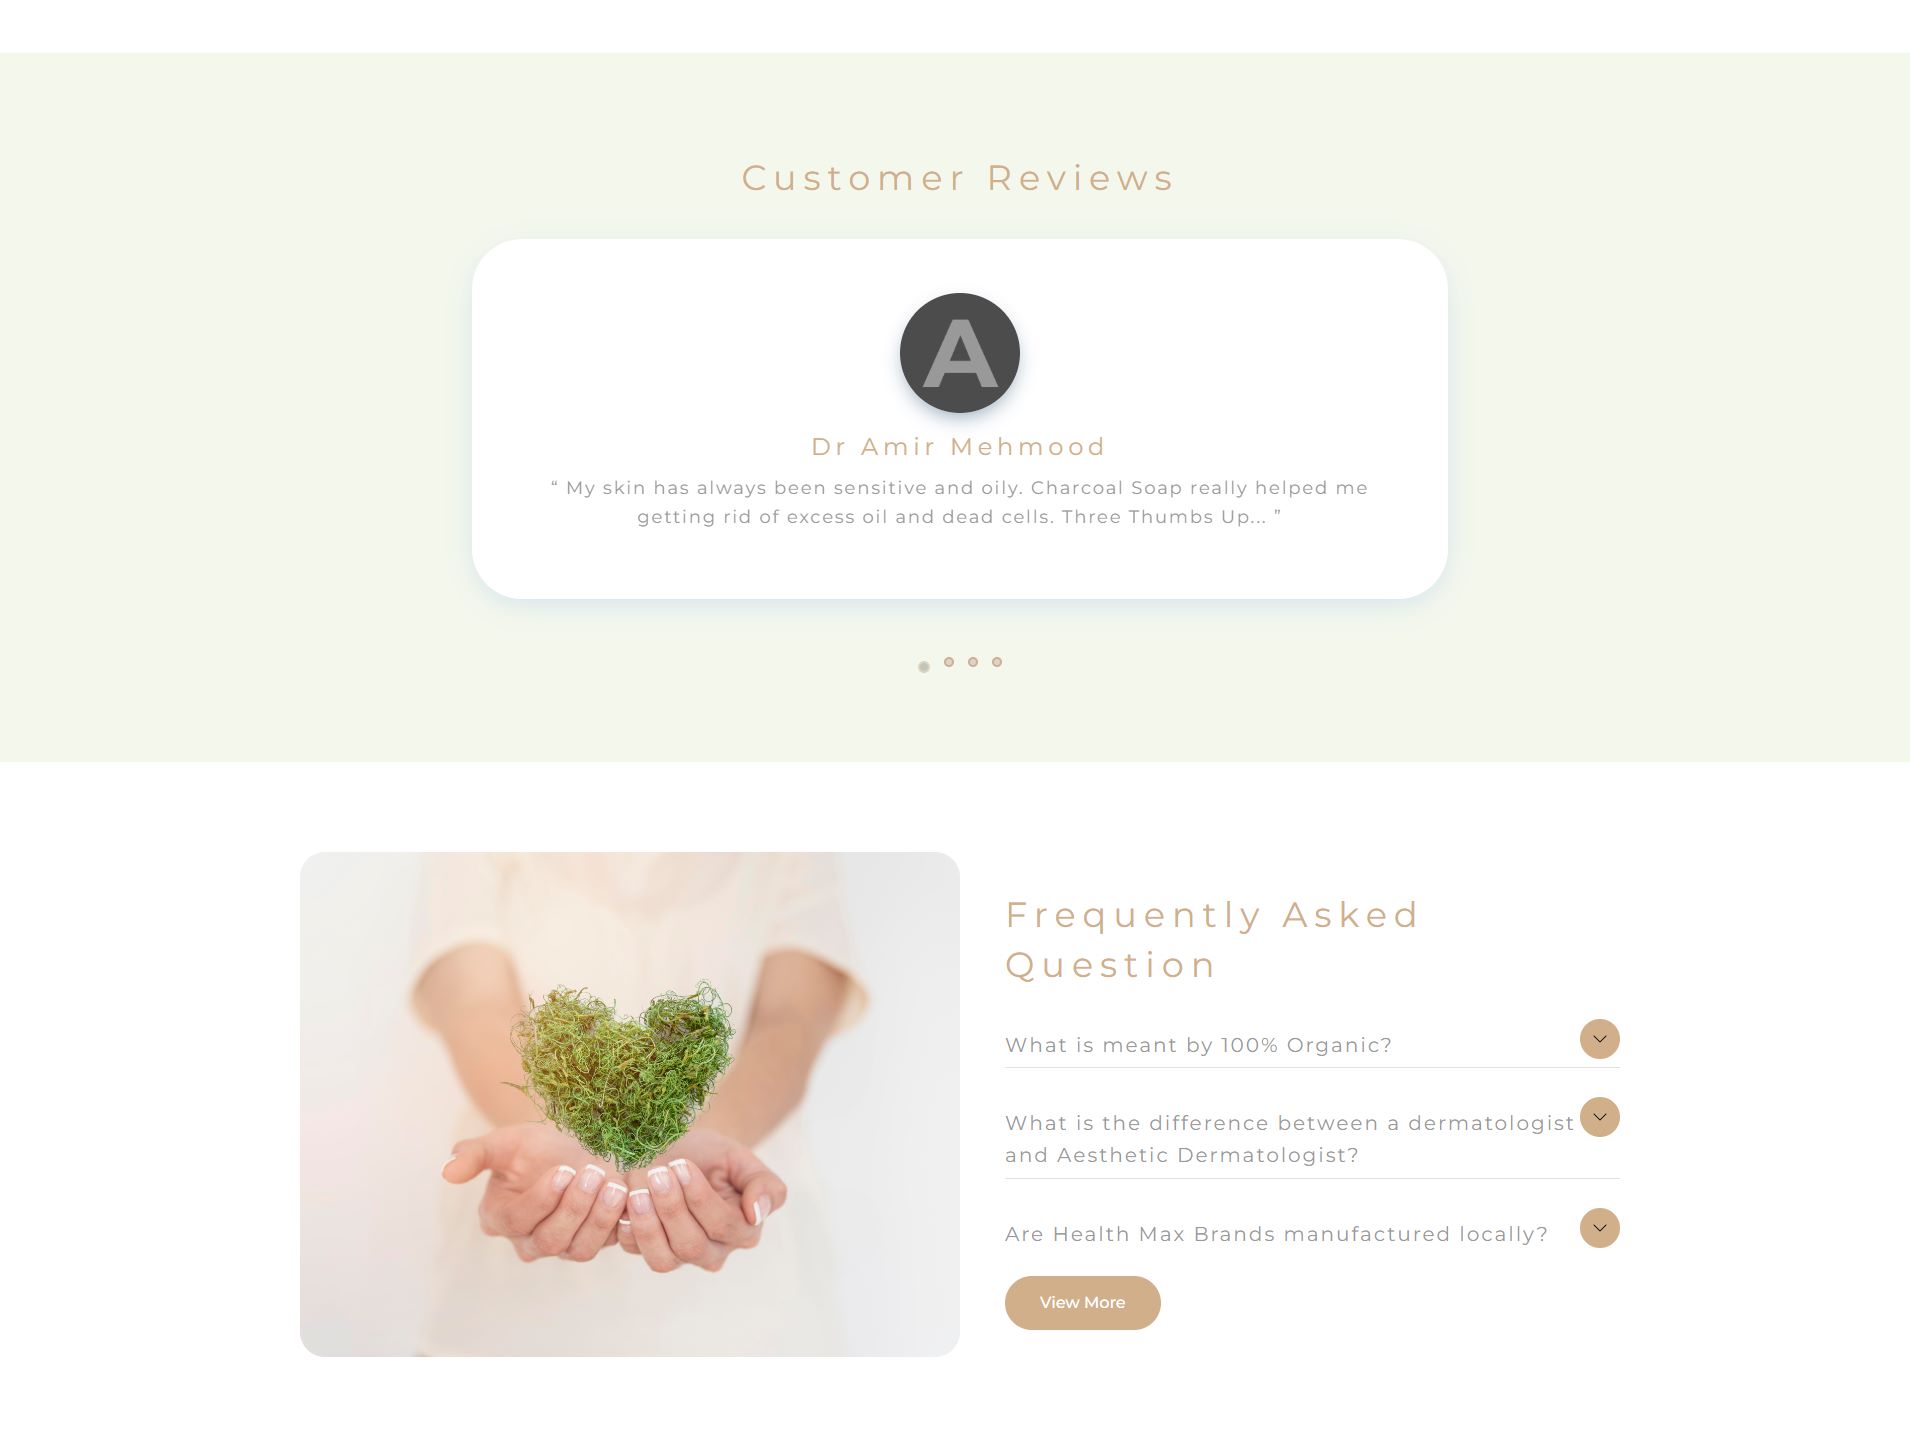 Customer Reviews
A
Dr Amir Mehmood
“ My skin has always been sensitive and oily. Charcoal Soap really helped me
getting rid of excess oil and dead cells. Three Thumbs Up... ”
Frequently Asked
Question
What is meant by 100% Organic?
What is the difference between a dermatologist
and Aesthetic Dermatologist?
Are Health Max Brands manufactured locally?
View More